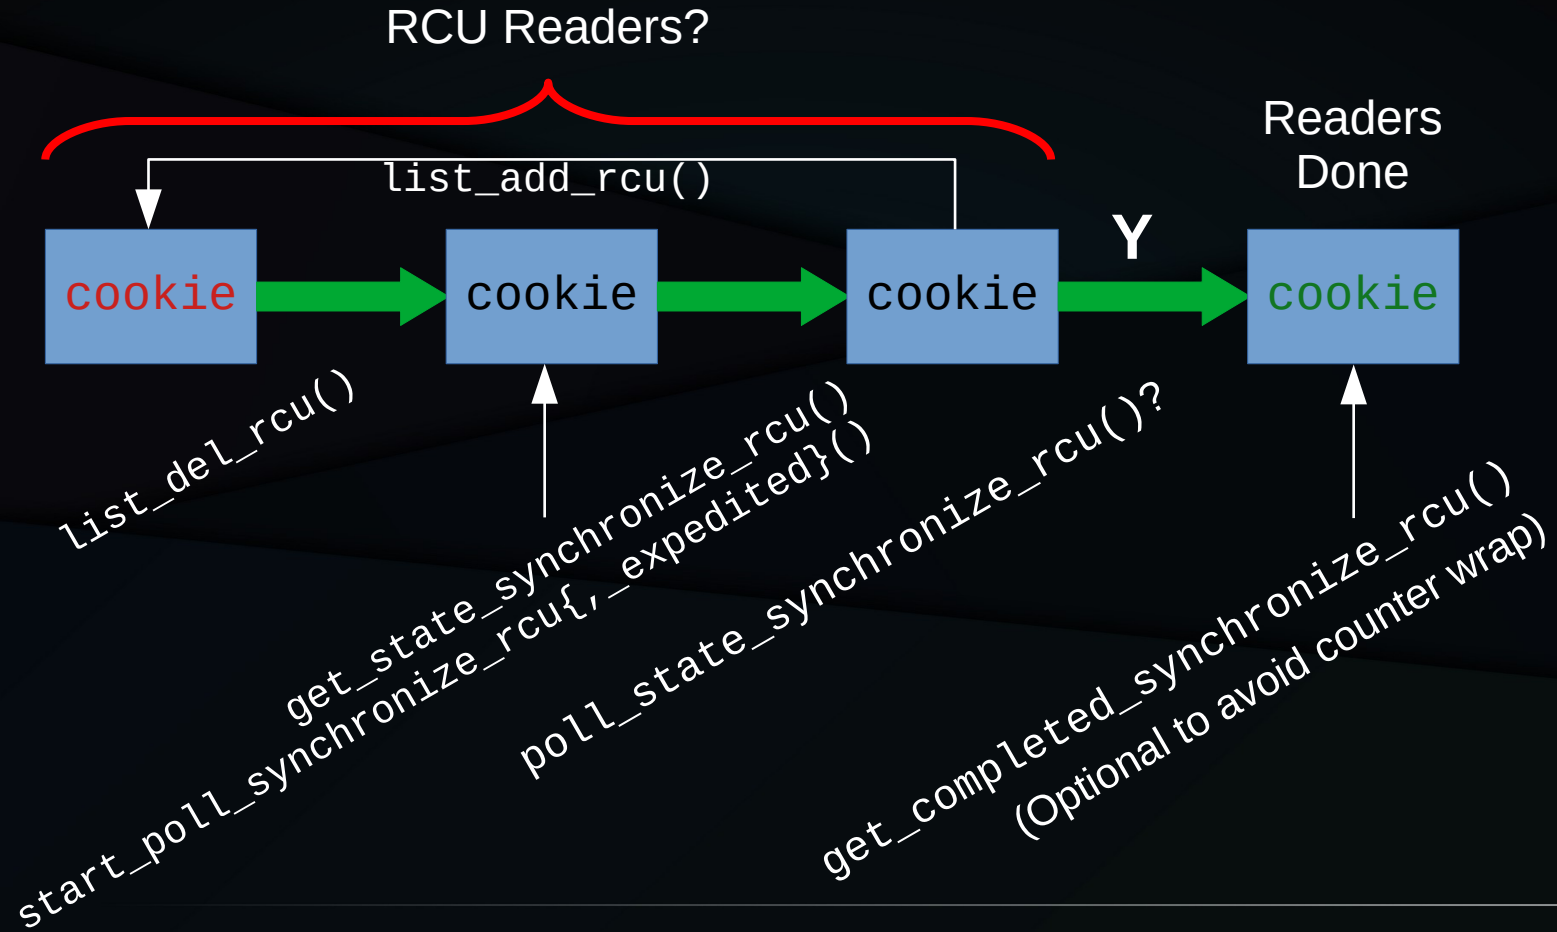 RCU Readers?
Readers
Done
list_add_rcu()
Y
cookie
cookie
cookie
cookie
list_del_rcu()
get_state_synchronize_rcu()
start_poll_synchronize_rcu{,_expedited}()
poll_state_synchronize_rcu()?
get_completed_synchronize_rcu()
(Optional to avoid counter wrap)